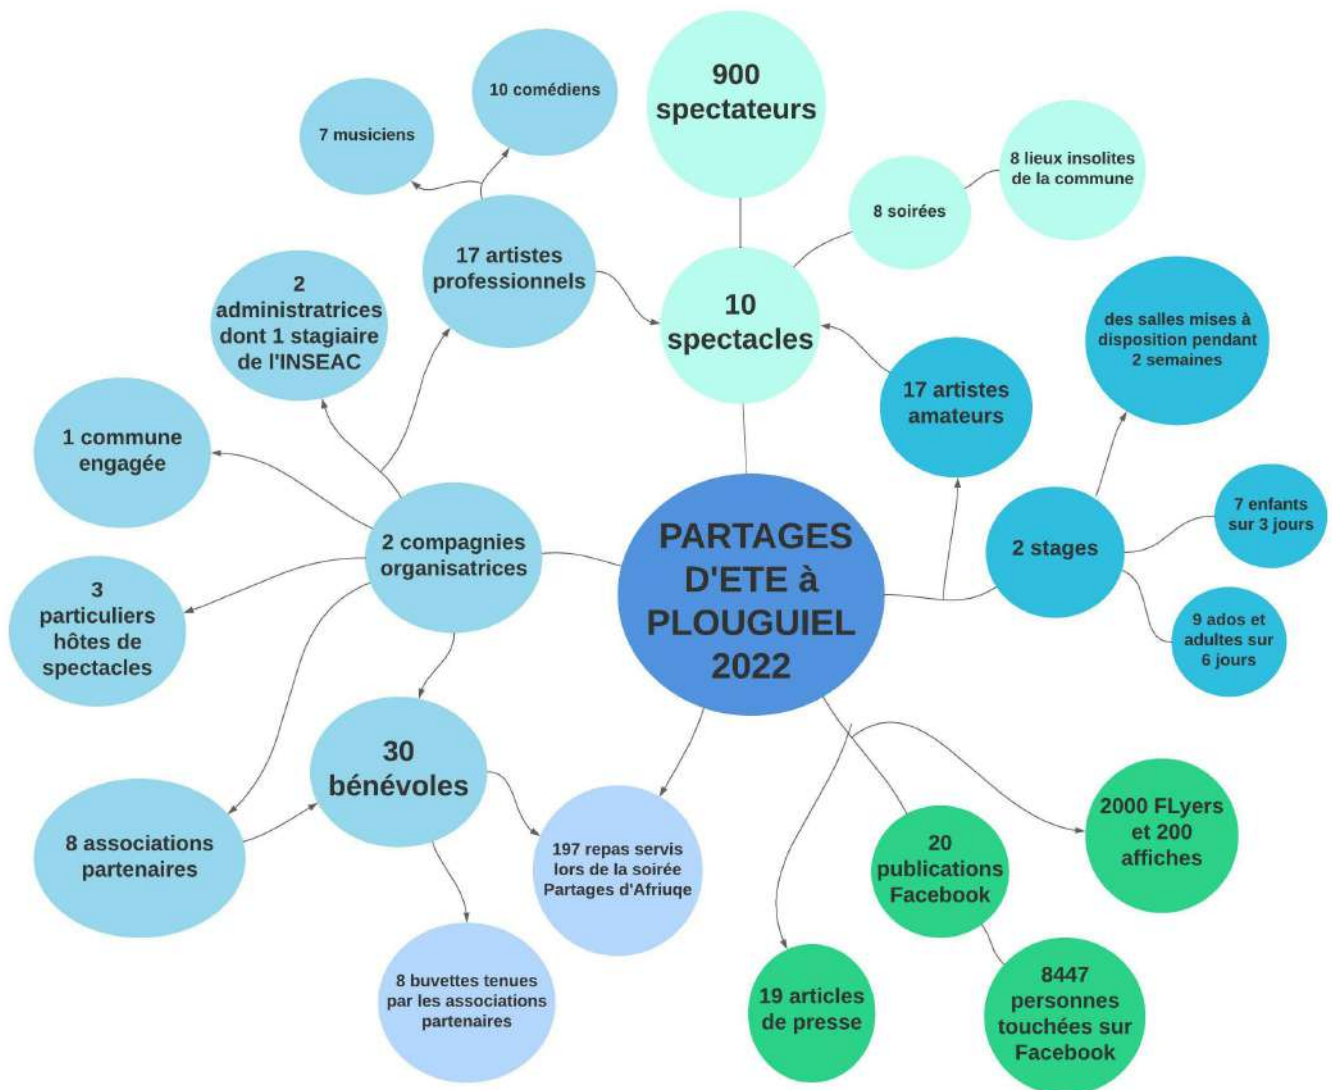 900
spectateurs
10 comédiens
7 musiciens
8 lieux insolites
de la commune
8 soirées
17 artistes
professionnels
2
administratrices
dont 1 stagiaire
de l'INSEAC
10
spectacles
des salles mises à
disposition pendant
2 semaines
17 artistes
amateurs
1 commune
engagée
2 compagnies
organisatrices
PARTAGES
D'ETE à
PLOUGUIEL
2022
2 stages
7 enfants
sur 3 jours
9 ados et
adultes sur
6 jours
3
particuliers
hôtes de
spectacles
30
bénévoles
8 associations
partenaires
197 repas servis
lors de la soirée
Partages d'Afriuqe
8 buvettes tenues
par les associations
partenaires
20
publications
Facebook
2000 FLyers
et 200
affiches
19 articles
de presse
8447
personnes
touchées sur
Facebook